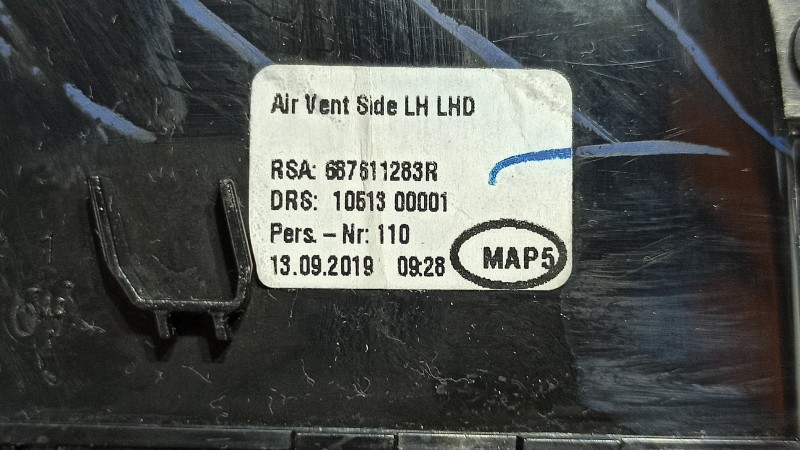 Air Vent Side LH LHD
RSA: 687611283R
DRS: 10513 00001
Pers. - Nr: 110
13.09.2019 09:28
MAP5
1